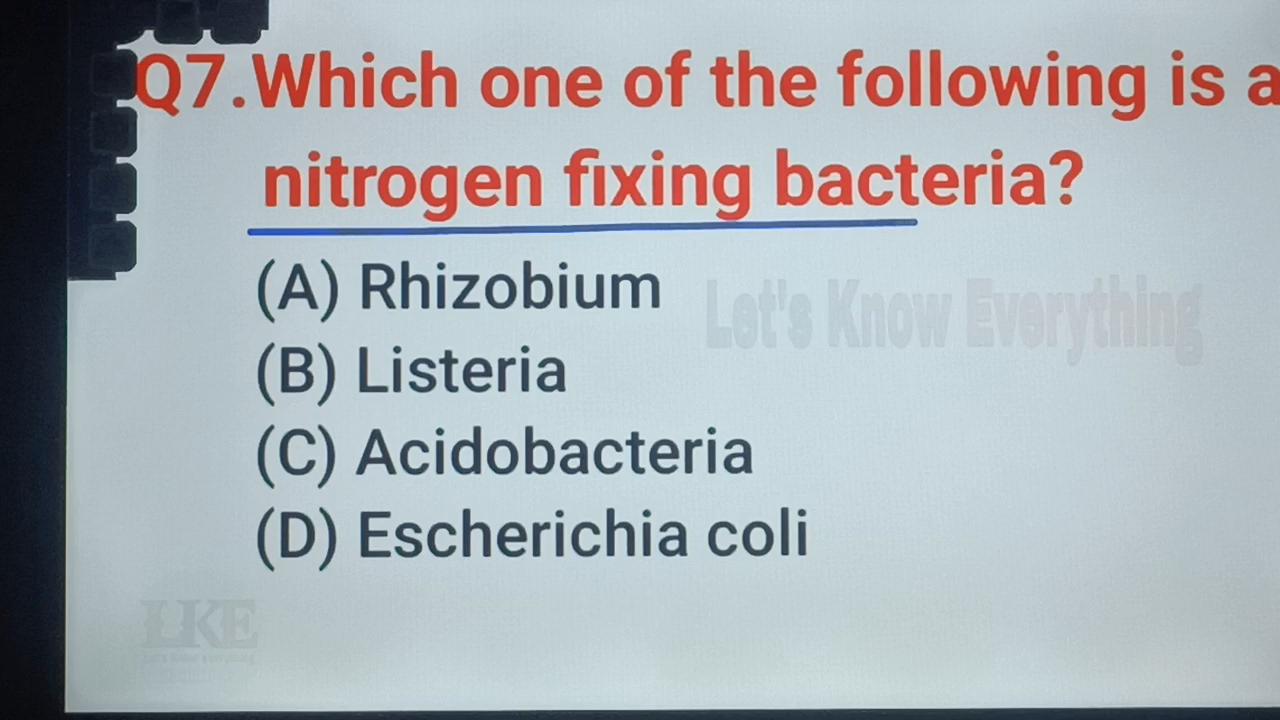 Q7.Which one of the following is a
nitrogen fixing bacteria?
(A) Rhizobium
Let's Know Everything
(B) Listeria
(C) Acidobacteria
(D) Escherichia coli
LKE